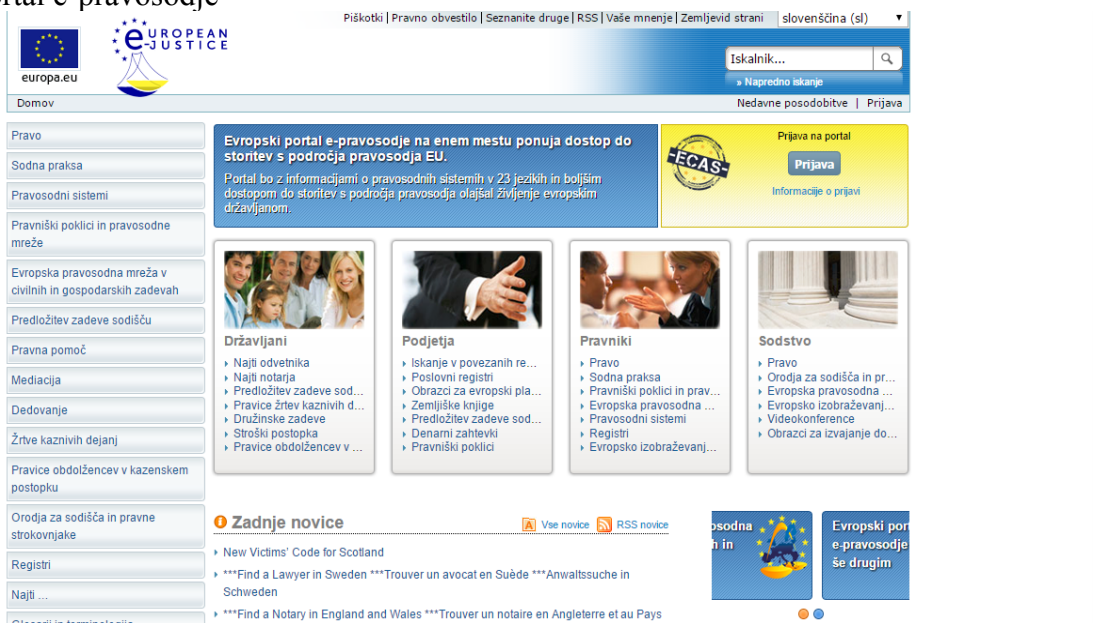 e-pravosodje
Piškotki | Pravno obvestilo | Seznanite druge | RSS | Vaše mnenje | Zemljevid strani slovenščina (sl)
europa.eu
EUROPEAN
E-JUSTICE
Iskalnik...
» Napredno iskanje
Domov
Nedavne posodobitve | Prijava
Pravo
Sodna praksa
Pravosodni sistemi
Pravniški poklici in pravosodne
mreže
Evropska pravosodna mreža v
civilnih in gospodarskih zadevah
Predložitev zadeve sodišču
Pravna pomoč
Mediacija
Dedovanje
Žrtve kaznivih dejanj
Pravice obdolžencev v kazenskem
postopku
Orodja za sodišča in pravne
strokovnjake
Registri
Najti ...
Evropski portal e-pravosodje na enem mestu ponuja dostop do
storitev s področja pravosodja EU.
Portal bo z informacijami o pravosodnih sistemih v 23 jezikih in boljšim
dostopom do storitev s področja pravosodja olajšal življenje evropskim
državljanom.
-ECAS-
Prijava na portal
Prijava
Informacije o prijavi
Državljani
Najti odvetnika
Najti notarja
Predložitev zadeve sod...
Pravice žrtev kaznivih d...
Družinske zadeve
Stroški postopka
Pravice obdolžencev v ...
Podjetja
Iskanje v povezanih re...
Poslovni registri
Obrazci za evropski pla...
Zemljiške knjige
Predložitev zadeve sod...
Denarni zahtevki
Pravniški poklici
Pravniki
Pravo
Sodna praksa
Pravniški poklici in prav...
Evropska pravosodna ...
Pravosodni sistemi
Registri
Evropsko izobraževanj...
Sodstvo
Pravo
Orodja za sodišča in pr...
Evropska pravosodna ...
Evropsko izobraževanj...
Videokonference
Obrazci za izvajanje do...
Zadnje novice
A Vse novice RSS novice
New Victims' Code for Scotland
***Find a Lawyer in Sweden ***Trouver un avocat en Suède ***Anwaltssuche in
Schweden
***Find a Notary in England and Wales ***Trouver un notaire en Angleterre et au Pays
osodna
h in
Evropski por
e-pravosodje
še drugim